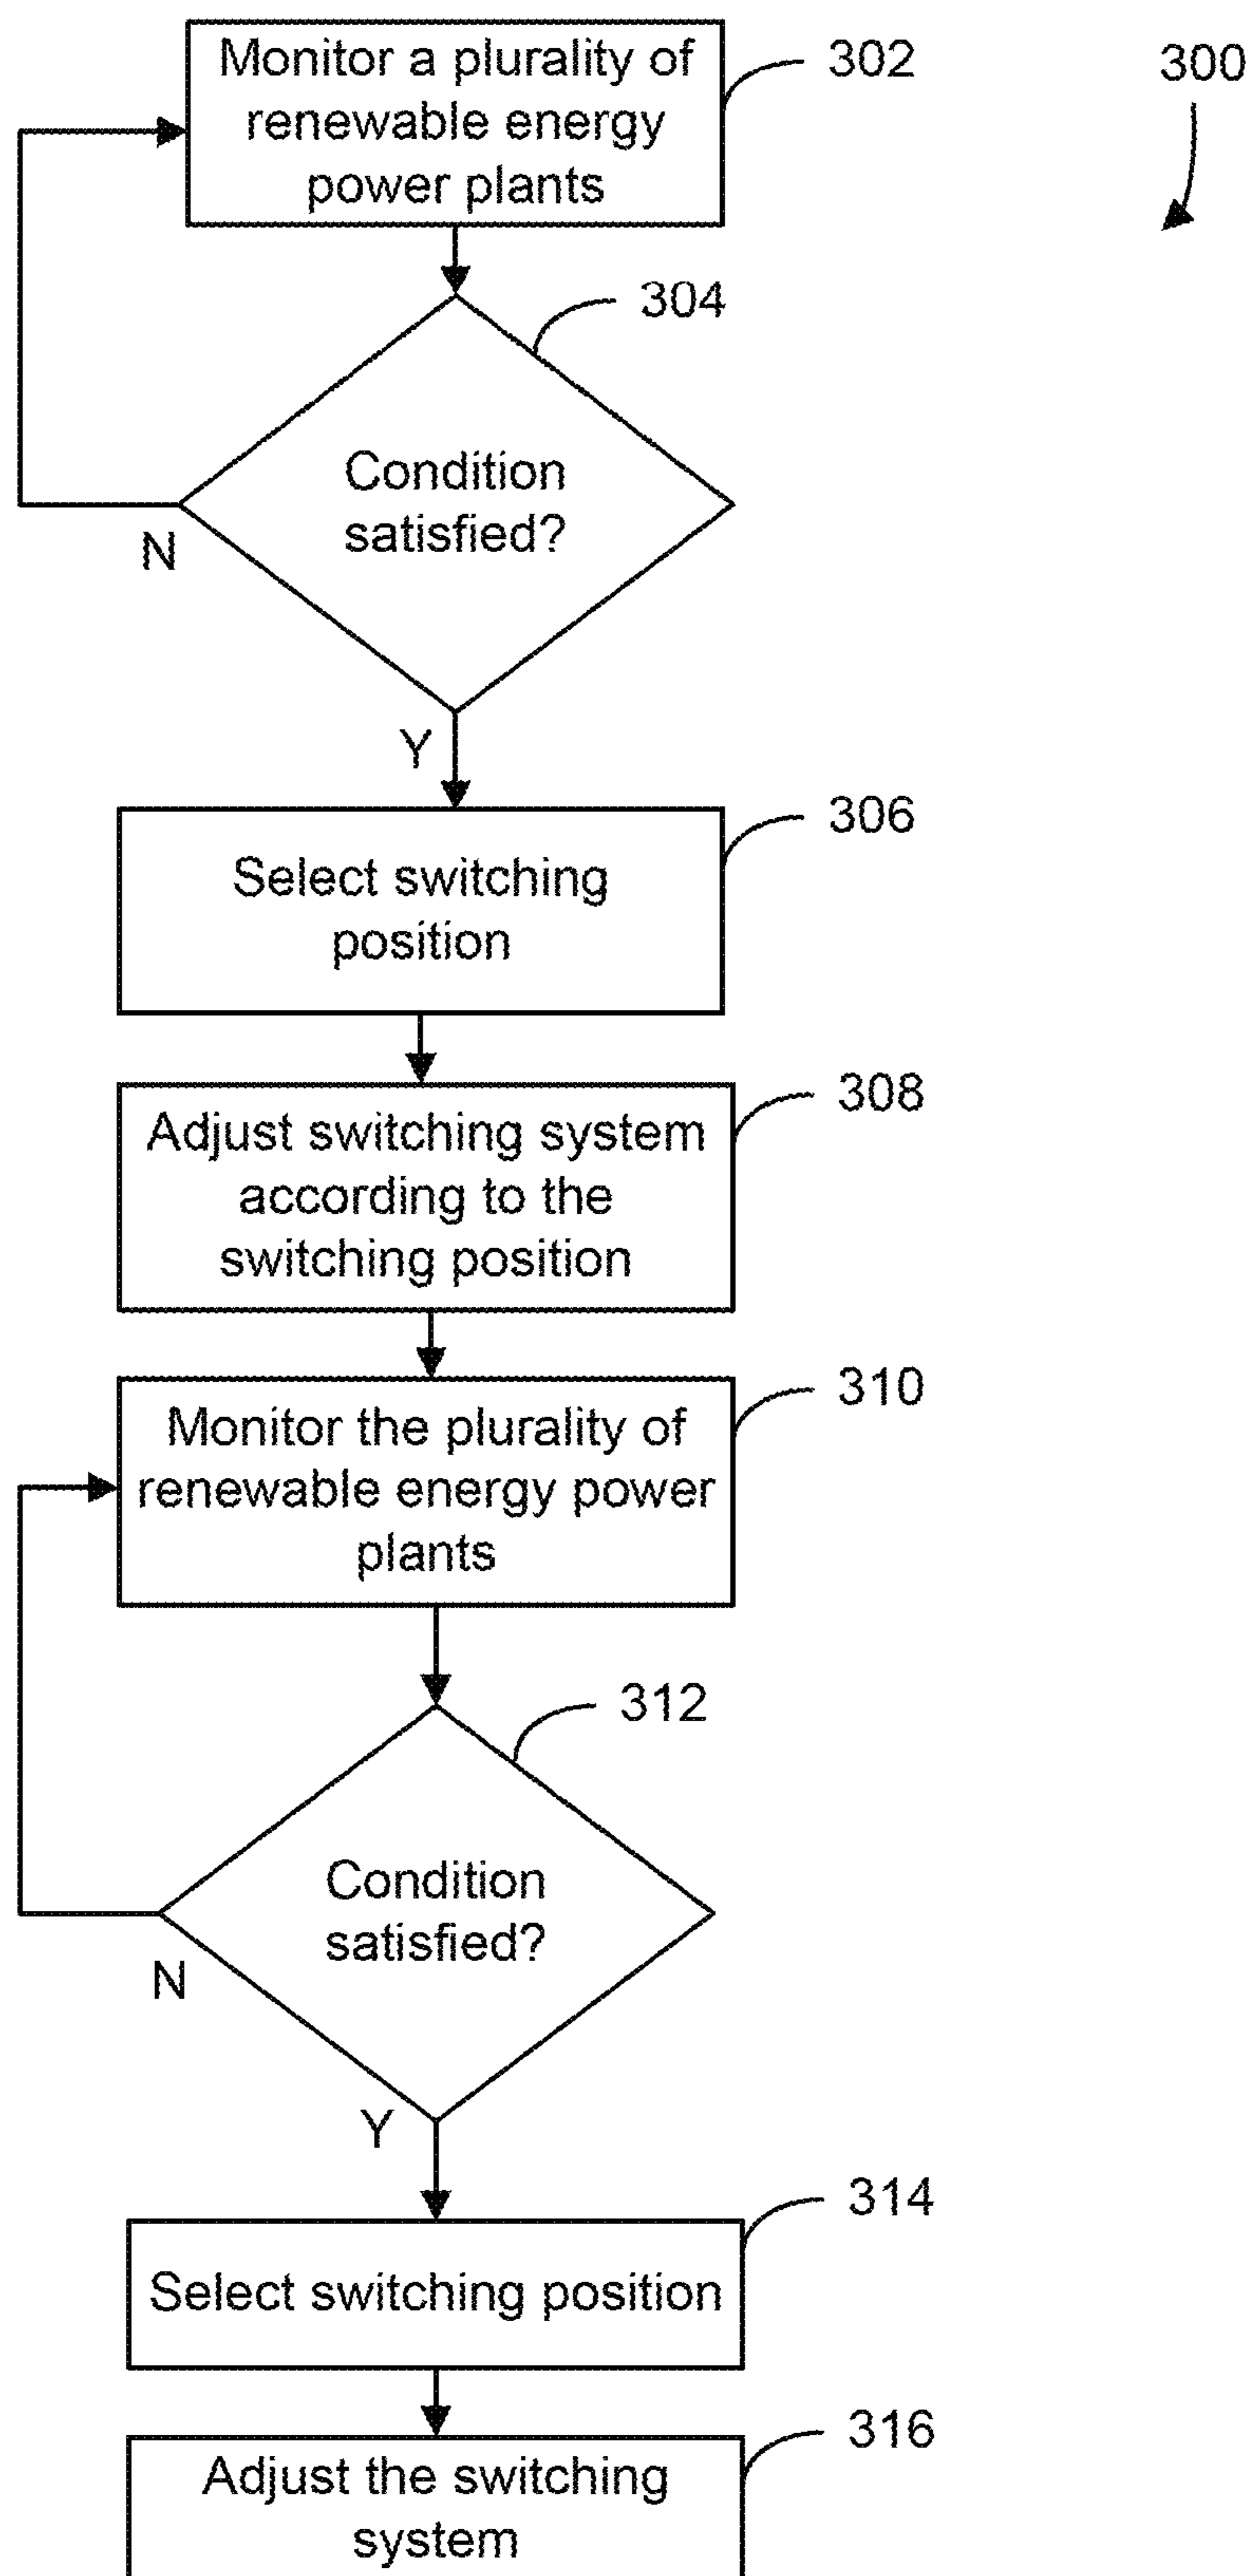 Monitor a plurality of
renewable energy
power plants
302
300
304
Condition
satisfied?
N
Y
306
Select switching
position
308
Adjust switching system
according to the
switching position
310
Monitor the plurality of
renewable energy power
plants
312
Condition
satisfied?
N
Y
314
Select switching position
316
Adjust the switching
system